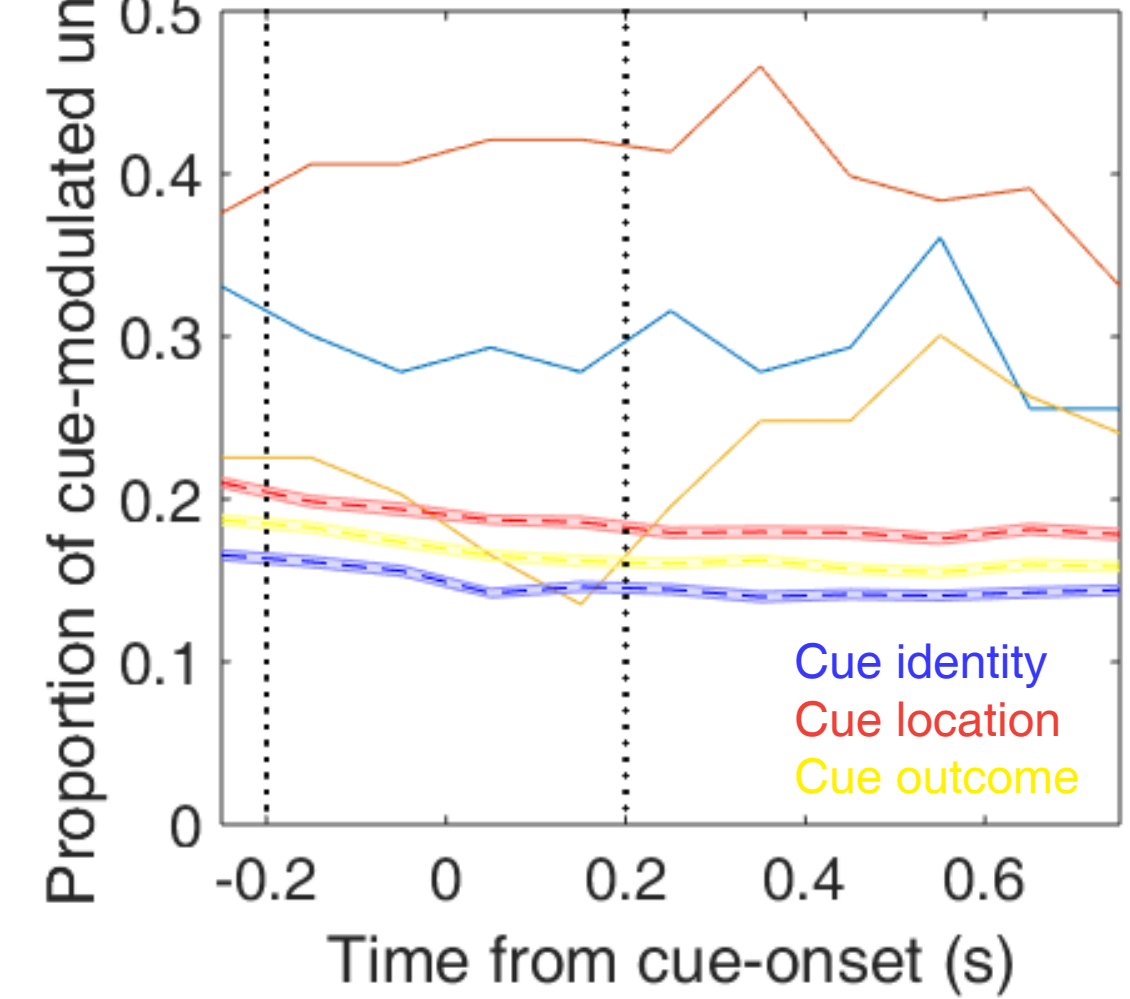 Proportion of cue-modulated un
0.5
0.4
0.3
0.2
0.1
0
-0.2 0 0.2 0.4 0.6
Time from cue-onset (s)
Cue identity
Cue location
Cue outcome